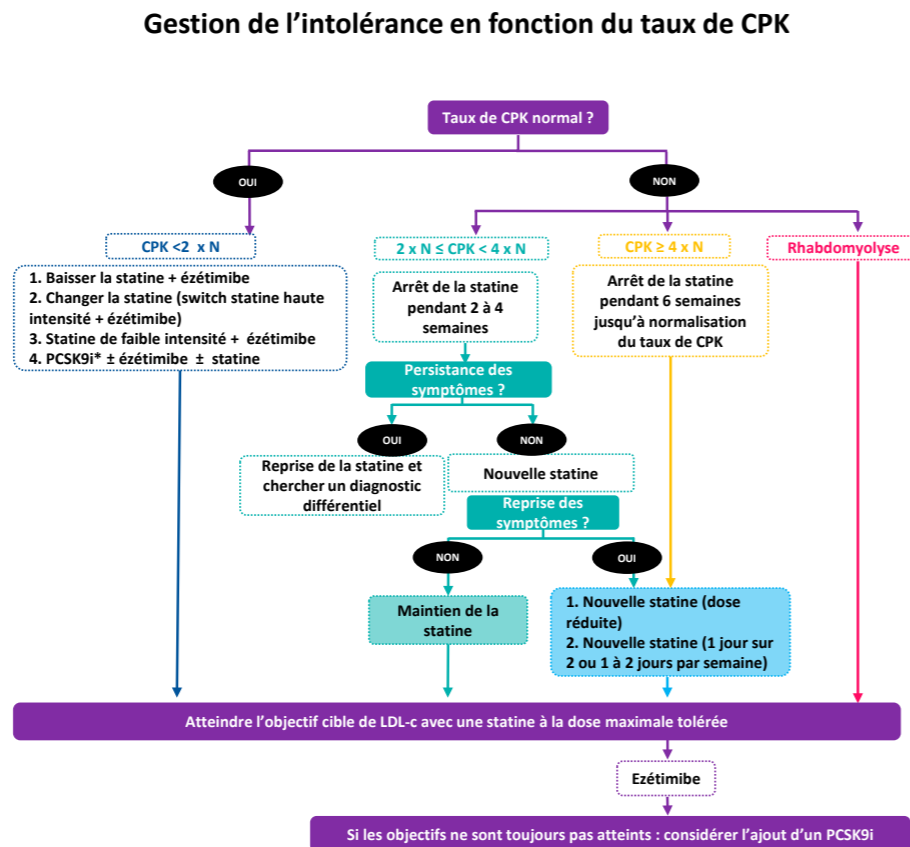 Gestion de l'intolérance en fonction du taux de CPK
Taux de CPK normal ?
OUI
NON
CPK <2 x N
1. Baisser la statine + ézétimibe
2. Changer la statine (switch statine haute
intensité + ézétimbe)
3. Statine de faible intensité + ézétimibe
4. PCSK9i* ± ézétimibe ± statine
2 x N ≤ CPK < 4 x N
Arrêt de la statine
pendant 2 à 4
semaines
CPK ≥ 4 x N
Arrêt de la statine
pendant 6 semaines
jusqu'à normalisation
du taux de CPK
Rhabdomyolyse
Persistance des
symptômes ?
OUI
NON
Reprise de la statine et
chercher un diagnostic
différentiel
Nouvelle statine
Reprise des
symptômes ?
NON
OUI
Maintien de la
statine
1. Nouvelle statine (dose
réduite)
2. Nouvelle statine (1 jour sur
2 ou 1 à 2 jours par semaine)
Atteindre l'objectif cible de LDL-c avec une statine à la dose maximale tolérée
Ezétimibe
Si les objectifs ne sont toujours pas atteints : considérer l'ajout d'un PCSK9i